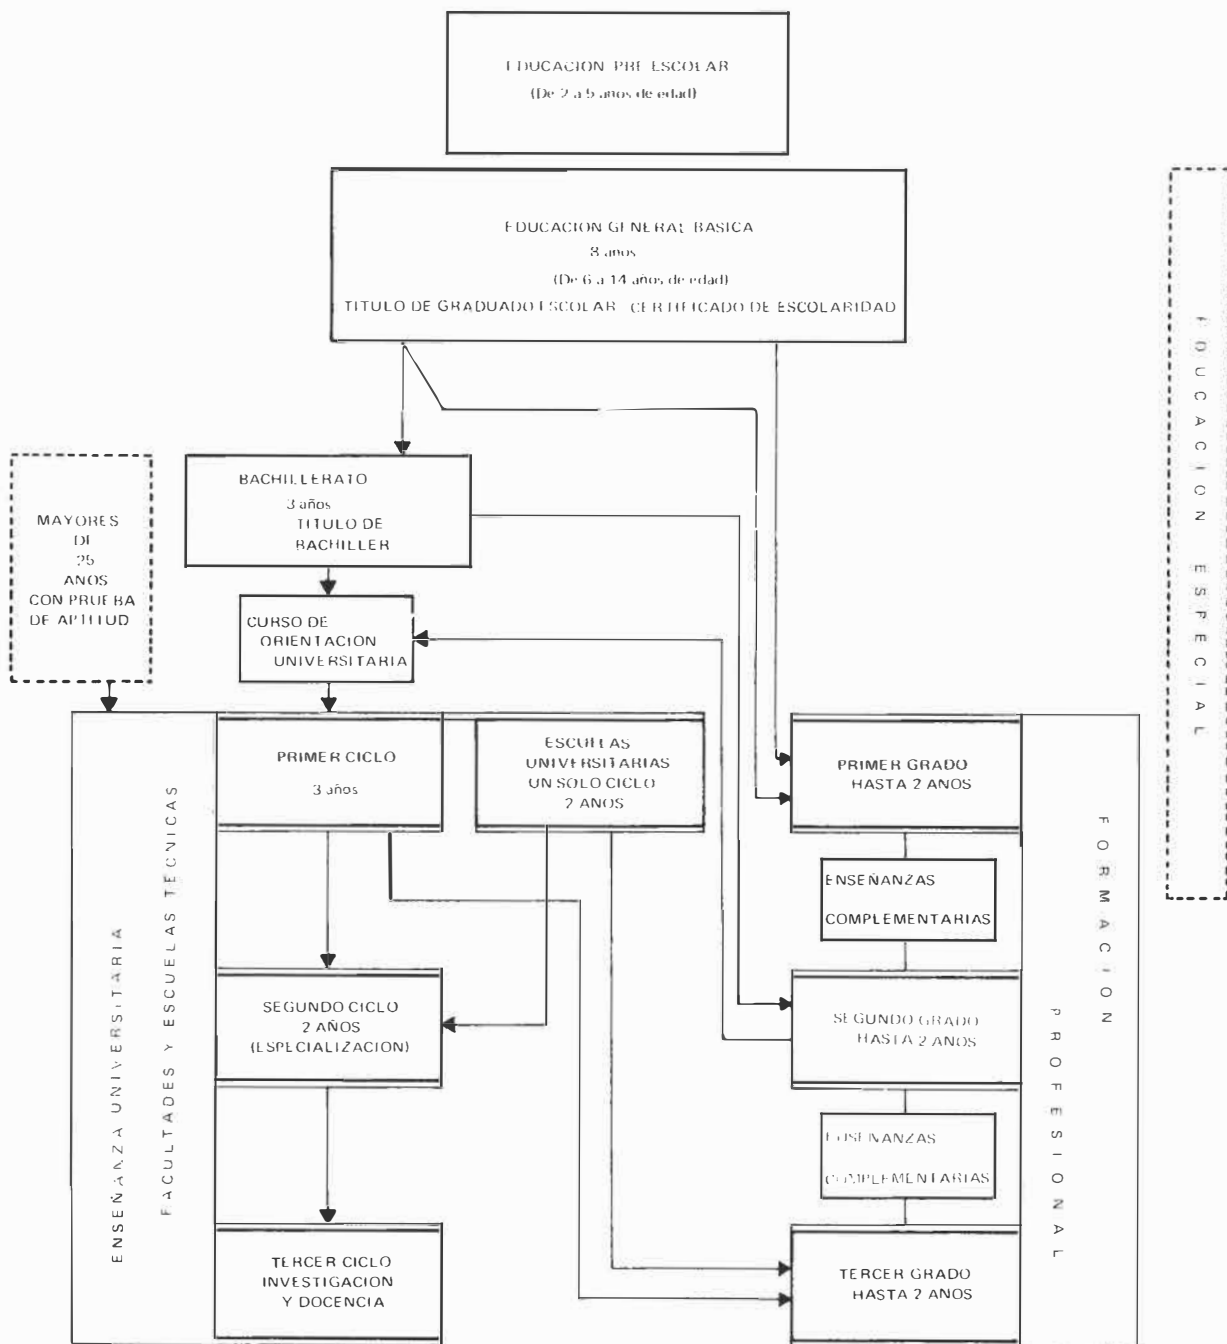 EDUCACION PRE ESCOLAR
(De 2 a 5 años de edad)
EDUCACION GENERAL BASICA
8 años
(De 6 a 14 años de edad)
TITULO DE GRADUADO ESCOLAR CERTIFICADO DE ESCOLARIDAD
EDUCACION ESPECIAL
BACHILLERATO
3 años
TITULO DE
BACHILLER
MAYORES
DE
25
ANOS
CON PRUEBA
DE APTITUD
CURSO DE
ORIENTACION
UNIVERSITARIA
ENSEÑANZA UNIVERSITARIA
FACULTADES Y ESCUELAS TECNICAS
PRIMER CICLO
3 años
ESCUELAS
UNIVERSITARIAS
UN SOLO CICLO
2 AÑOS
PRIMER GRADO
HASTA 2 ANOS
FORMACION
PROFESIONAL
ENSEÑANZAS
COMPLEMENTARIAS
SEGUNDO CICLO
2 AÑOS
(ESPECIALIZACION)
SEGUNDO GRADO
HASTA 2 ANOS
ENSEÑANZAS
COMPLEMENTARIAS
TERCER CICLO
INVESTIGACION
Y DOCENCIA
TERCER GRADO
HASTA 2 ANOS